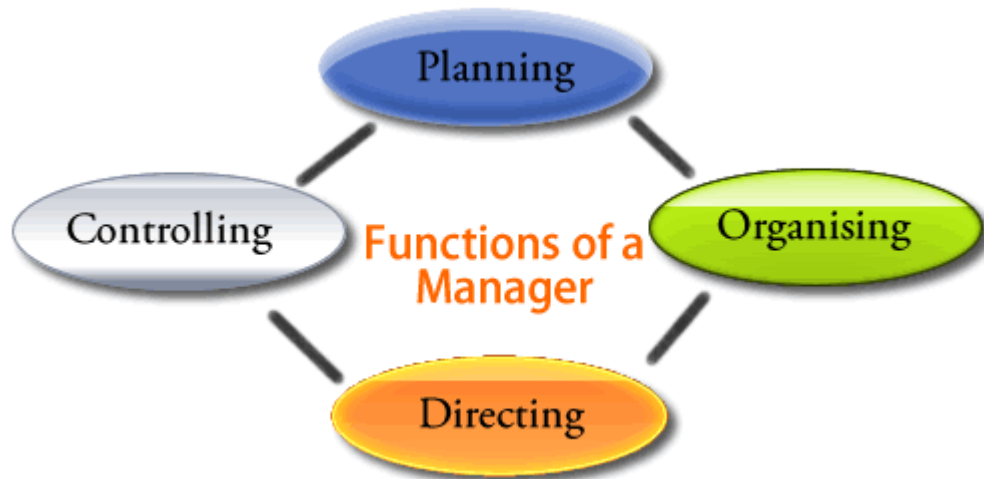 Planning
Controlling
Organising
Functions of a
Manager
Directing